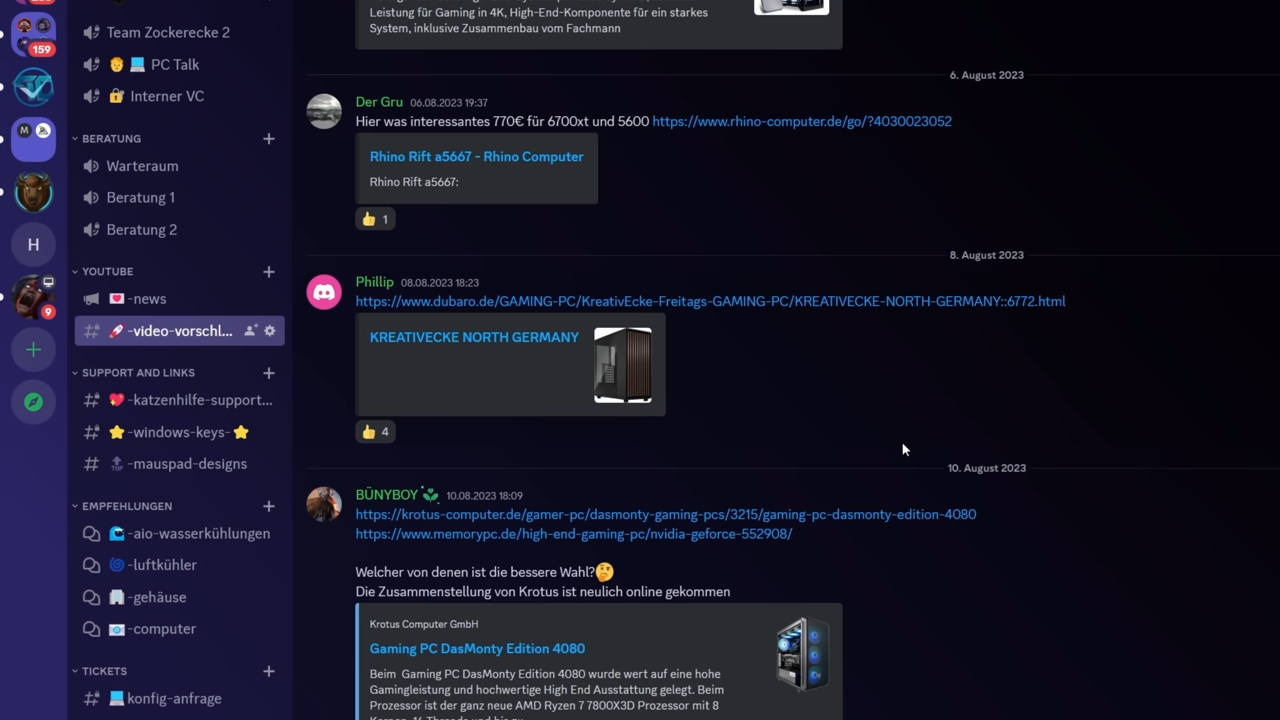 159
Team Zockerecke 2
PC Talk
Interner VC
BERATUNG
Warteraum
Beratung 1
Beratung 2
H
YOUTUBE
-news
9
-video-vorschl...
SUPPORT AND LINKS
-katzenhilfe-support...
-windows-keys-
-mauspad-designs
EMPFEHLUNGEN
-aio-wasserkühlungen
-luftkühler
-gehäuse
-computer
TICKETS
konfig-anfrage
Leistung für Gaming in 4K, High-End-Komponente für ein starkes
System, inklusive Zusammenbau vom Fachmann
6. August 2023
Der Gru 06.08.2023 19:37
Hier was interessantes 770€ für 6700xt und 5600 https://www.rhino-computer.de/go/?4030023052
Rhino Rift a5667 - Rhino Computer
Rhino Rift a5667:
1
8. August 2023
Phillip 08.08.2023 18:23
https://www.dubaro.de/GAMING-PC/KreativEcke-Freitags-GAMING-PC/KREATIVECKE-NORTH-GERMANY::6772.html
KREATIVECKE NORTH GERMANY
4
10. August 2023
BÜNYBOY 10.08.2023 18:09
https://krotus-computer.de/gamer-pc/dasmonty-gaming-pcs/3215/gaming-pc-dasmonty-edition-4080
https://www.memorypc.de/high-end-gaming-pc/nvidia-geforce-552908/
Welcher von denen ist die bessere Wahl?
Die Zusammenstellung von Krotus ist neulich online gekommen
Krotus Computer GmbH
Gaming PC DasMonty Edition 4080
Beim Gaming PC DasMonty Edition 4080 wurde wert auf eine hohe
Gamingleistung und hochwertige High End Ausstattung gelegt. Beim
Prozessor ist der ganz neue AMD Ryzen 7 7800X3D Prozessor mit 8